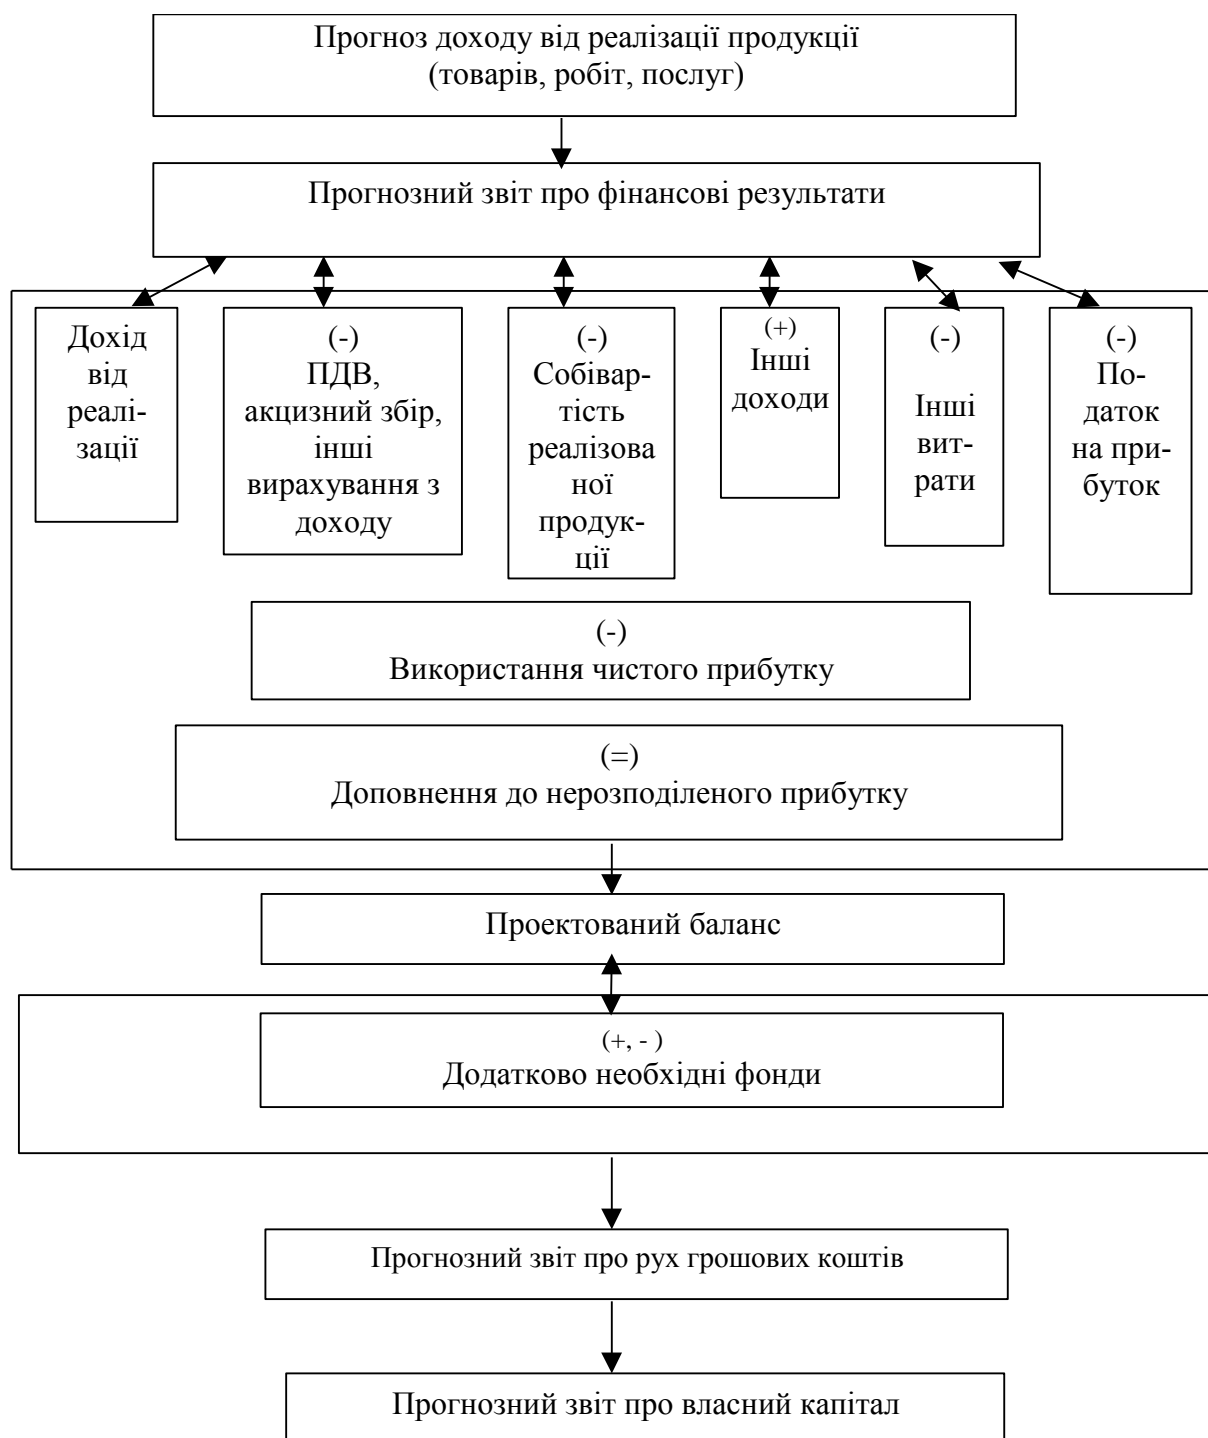 Прогноз доходу від реалізації продукції
(товарів, робіт, послуг)
Прогнозний звіт про фінансові результати
Дохід
від
реалі-
зації
(-)
ПДВ,
акцизний збір,
інші
вирахування з
доходу
(-)
Собівар-
тість
реалізова
ної
продук-
ції
(+)
Інші
доходи
(-)
Інші
вит-
рати
(-)
По-
даток
на при-
буток
(-)
Використання чистого прибутку
(=)
Доповнення до нерозподіленого прибутку
Проектований баланс
(+, - )
Додатково необхідні фонди
Прогнозний звіт про рух грошових коштів
Прогнозний звіт про власний капітал